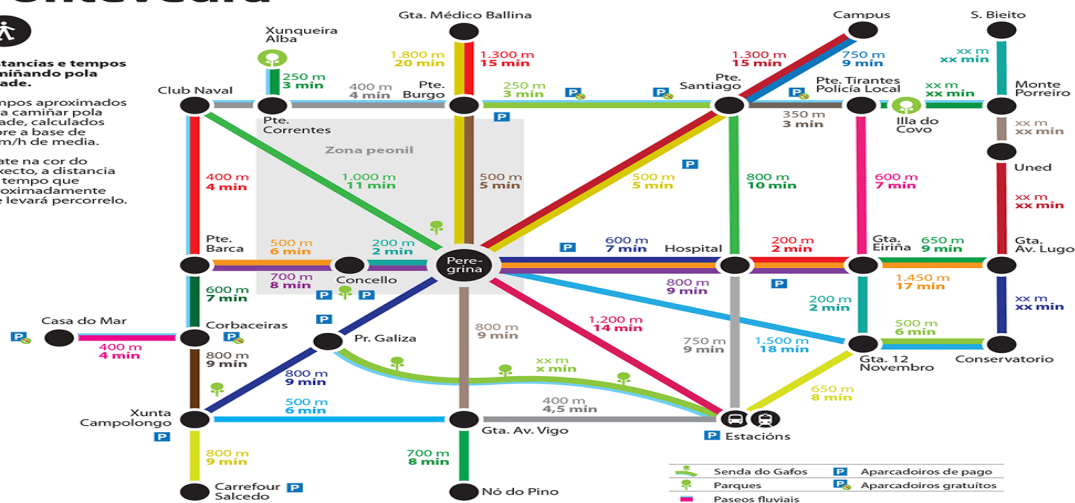 Gta. Médico Ballina
Campus
S. Bieito
Xunqueira
Alba
1.800 m
20 min
1.300 m
15 min
1.300 m
15 min
750 m
9 min
xx m
xx min
250 m
3 min
400 m
4 min
Pte.
Burgo
250 m
3 min
Pte.
Santiago
Pte. Tirantes
Policía Local
xx m
xx min
Monte
Porreiro
Club Naval
Pte.
Correntes
350 m
3 min
Illa do
Covo
xx m
xx min
Zona peonil
Uned
400 m
4 min
1.000 m
11 min
500 m
5 min
500 m
5 min
800 m
10 min
600 m
7 min
xx m
xx min
Pte.
Barca
500 m
6 min
200 m
2 min
Pere-
grina
600 m
7 min
Hospital
200 m
2 min
Gta.
Eiriña
650 m
9 min
Gta.
Av. Lugo
700 m
8 min
Concello
800 m
9 min
1.450 m
17 min
600 m
7 min
200 m
2 min
xx m
xx min
Casa do Mar
Corbaceiras
400 m
4 min
Pr. Galiza
800 m
9 min
1.200 m
14 min
750 m
9 min
1.500 m
18 min
500 m
6 min
Gta. 12
Novembro
Conservatorio
800 m
9 min
800 m
9 min
xx m
x min
650 m
8 min
500 m
6 min
400 m
4,5 min
Xunta
Campolongo
Gta. Av. Vigo
Estacións
800 m
9 min
700 m
8 min
Carrefour
Salcedo
Nó do Pino
Senda do Gafos
Aparcadoiros de pago
Parques
Aparcadoiros gratuítos
Paseos fluviais